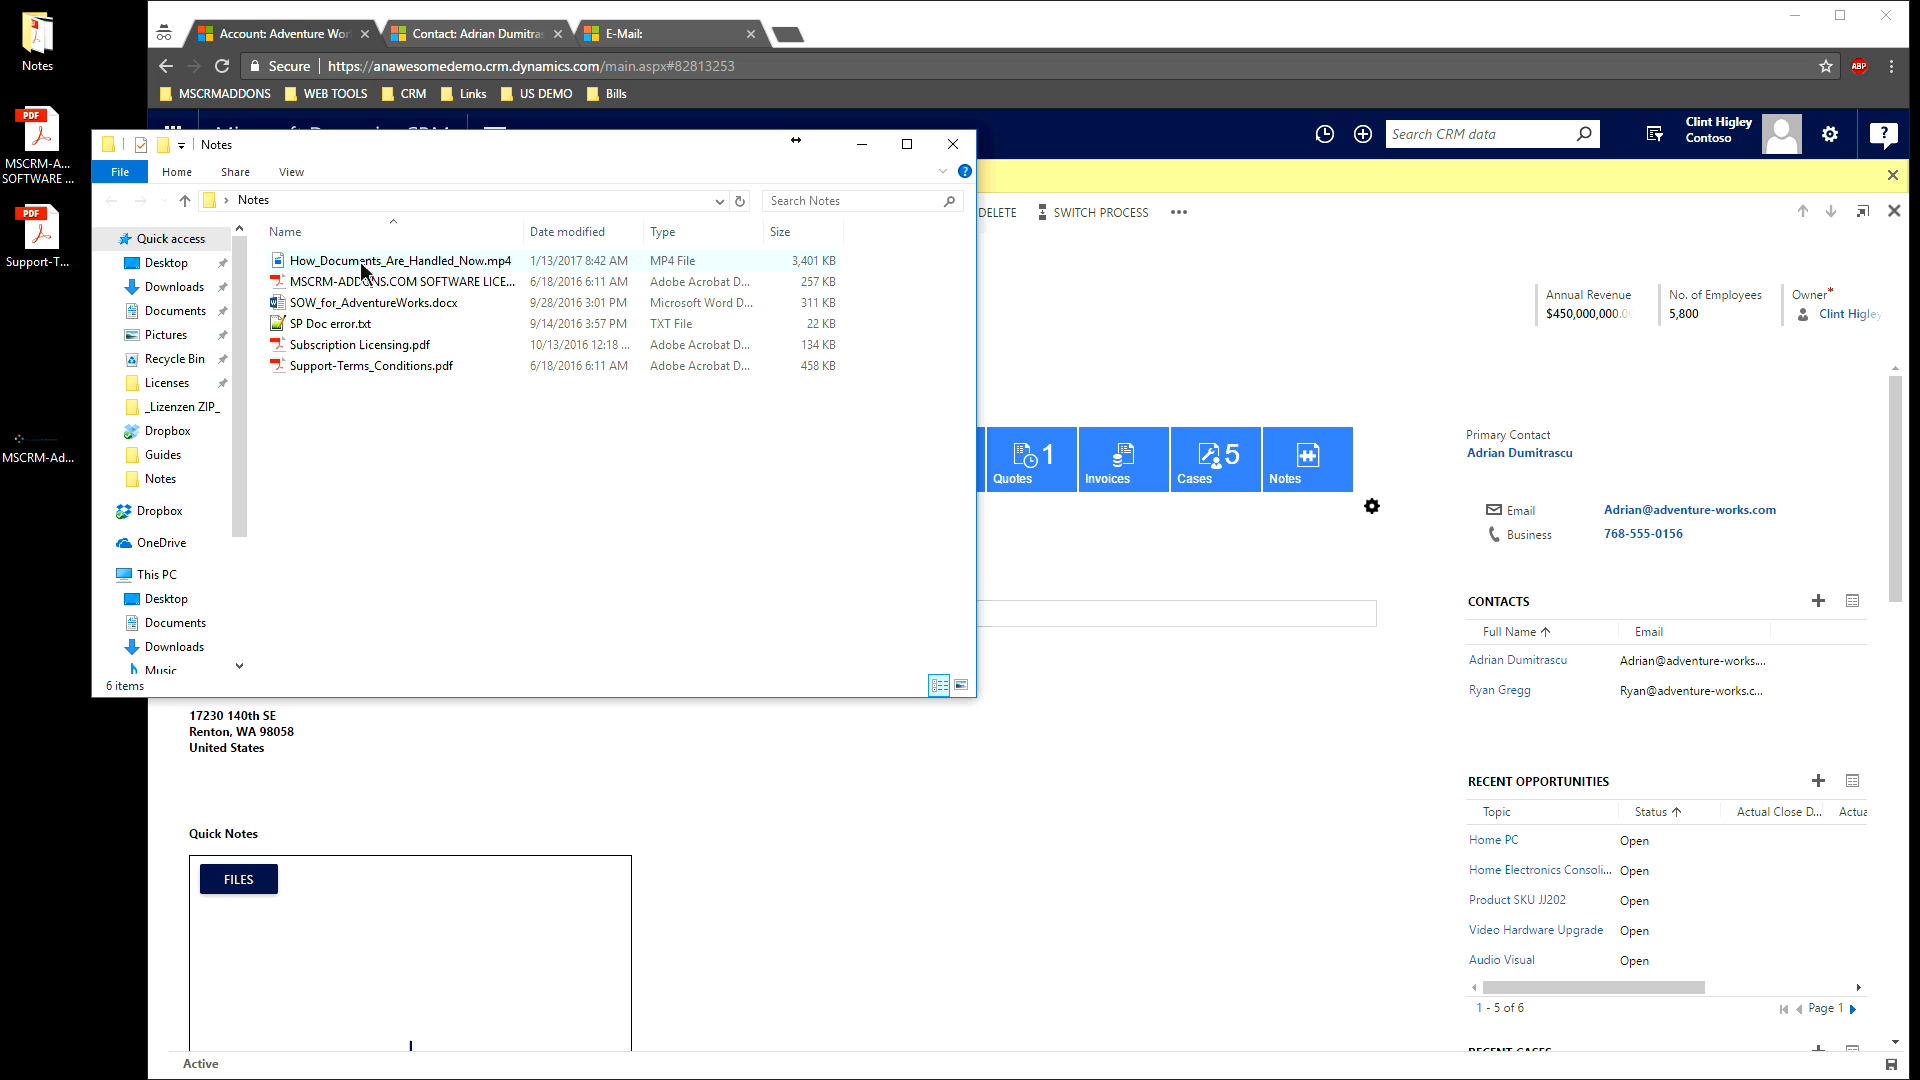 Notes
PDF
MSCRM-A...
SOFTWARE ...
PDF
Support-T...
MSCRM-Ad...
Account: Adventure Wo
Contact: Adrian Dumitra
E-Mail:
Secure
https://anawesomedemo.crm.dynamics.com/main.aspx#82813253
ABP
MSCRMADDONS
WEB TOOLS
CRM
Links
US DEMO
Bills
Search CRM data
Clint Higley
Contoso
?
DELETE
SWITCH PROCESS
Notes
File
Home
Share
View
Notes
Search Notes
Name
Date modified
Type
Size
How_Documents_Are_Handled_Now.mp4 1/13/2017 8:42 AM MP4 File 3,401 KB
MSCRM-ADDONS.COM SOFTWARE LICE... 6/18/2016 6:11 AM Adobe Acrobat D... 257 KB
SOW_for_AdventureWorks.docx 9/28/2016 3:01 PM Microsoft Word D... 311 KB
SP Doc error.txt 9/14/2016 3:57 PM TXT File 22 KB
Subscription Licensing.pdf 10/13/2016 12:18 ... Adobe Acrobat D... 134 KB
Support-Terms_Conditions.pdf 6/18/2016 6:11 AM Adobe Acrobat D... 458 KB
Quick access
Desktop
Downloads
Documents
Pictures
Recycle Bin
Licenses
_Lizenzen ZIP_
Dropbox
Guides
Notes
Dropbox
OneDrive
This PC
Desktop
Documents
Downloads
Music
6 items
Annual Revenue
$450,000,000.0
No. of Employees
5,800
Owner*
Clint Higley
1
Quotes
Invoices
5
Cases
Notes
Primary Contact
Adrian Dumitrascu
Email
Adrian@adventure-works.com
Business
768-555-0156
CONTACTS
Full Name
Email
Adrian Dumitrascu Adrian@adventure-works...
Ryan Gregg Ryan@adventure-works.c...
17230 140th SE
Renton, WA 98058
United States
Quick Notes
FILES
RECENT OPPORTUNITIES
Topic Status Actual Close D... Actua
Home PC Open
Home Electronics Consoli... Open
Product SKU JJ202 Open
Video Hardware Upgrade Open
Audio Visual Open
1 - 5 of 6
Page 1
RECENT CASES
Active